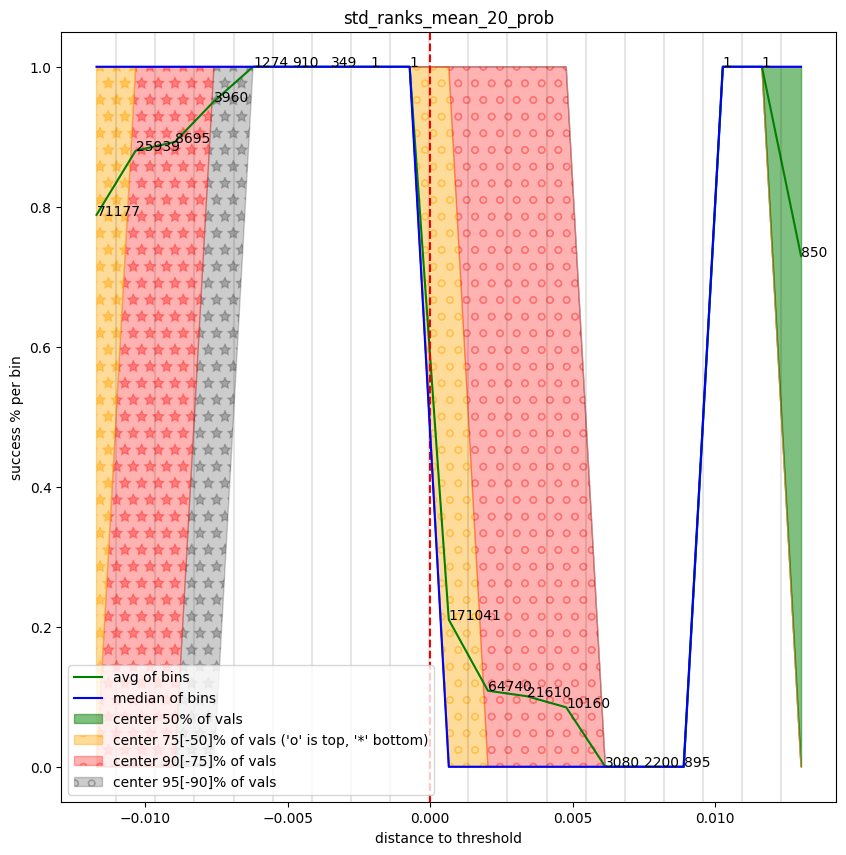 std_ranks_mean_20_prob
success % per bin
1.0
0.8
0.6
0.4
0.2
0.0
1274 910 349 1 1 1 1
3960
8695
25939
71177
850
171041
64740
21610
10160
3080 2200 895
avg of bins
median of bins
center 50% of vals
center 75[-50]% of vals ('o' is top, '*' bottom)
center 90[-75]% of vals
center 95[-90]% of vals
−0.010 −0.005 0.000 0.005 0.010
distance to threshold